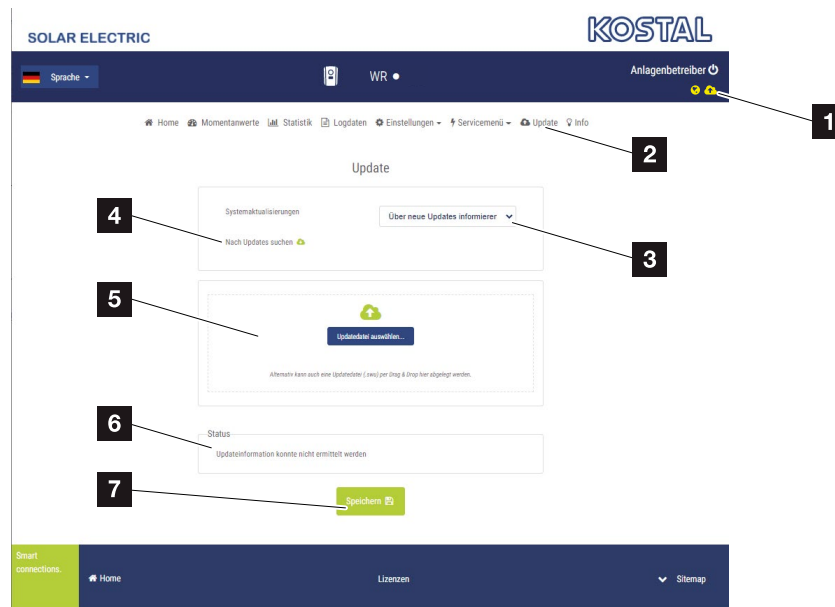 SOLAR ELECTRIC
KOSTAL
Sprache
WR
Anlagenbetreiber
1
Home Momentanwerte Statistik Logdaten Einstellungen Servicemenü Update Info
2
Update
4
Systemaktualisierungen
Über neue Updates informierer
Nach Updates suchen
3
5
Updatedatei auswählen...
Alternativ kann auch eine Updatedatei (.swu) per Drag & Drop hier abgelegt werden.
6
Status
Updateinformation konnte nicht ermittelt werden
7
Speichern
Smart
connections.
Home
Lizenzen
Sitemap